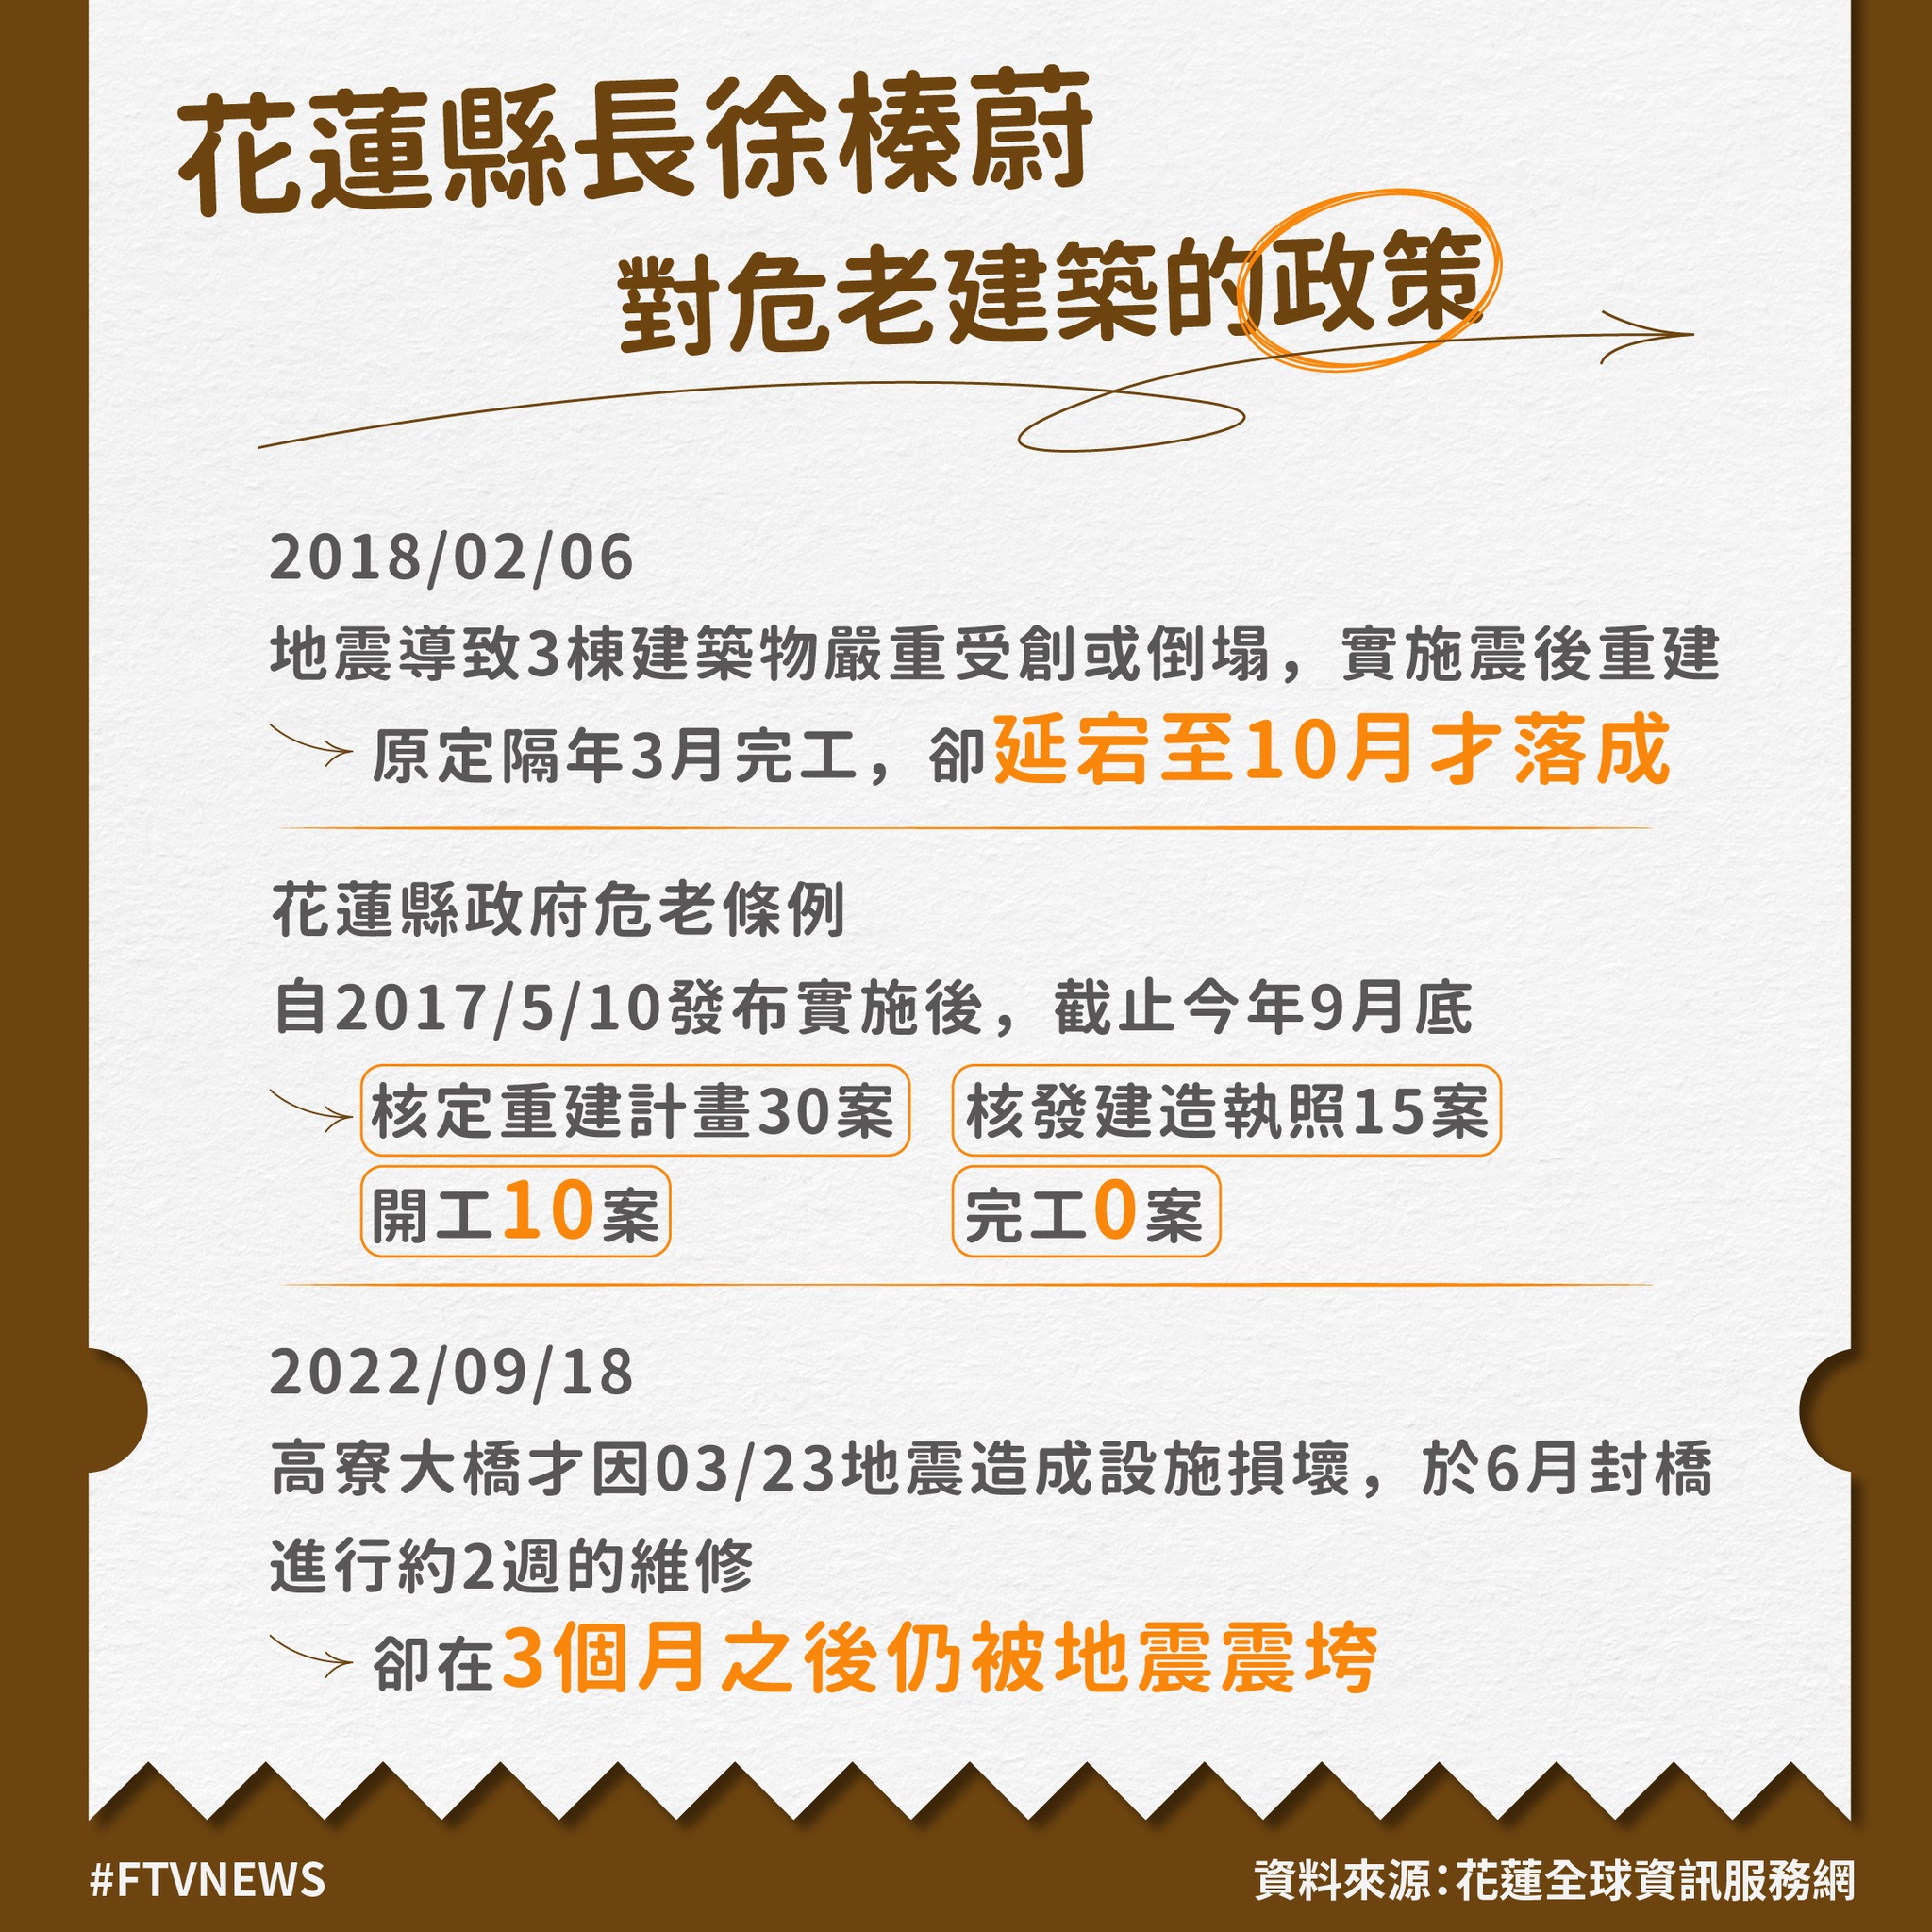 花蓮縣長徐榛蔚
對危老建築的政策
2018/02/06
地震導致3棟建築物嚴重受創或倒塌，實施震後重建
原定隔年3月完工，卻延宕至10月才落成
花蓮縣政府危老條例
自2017/5/10發布實施後，截止今年9月底
核定重建計畫30案 核發建造執照15案
開工10案 完工0案
2022/09/18
高寮大橋才因03/23地震造成設施損壞，於6月封橋
進行約2週的維修
卻在3個月之後仍被地震震垮
#FTVNEWS 資料來源：花蓮全球資訊服務網